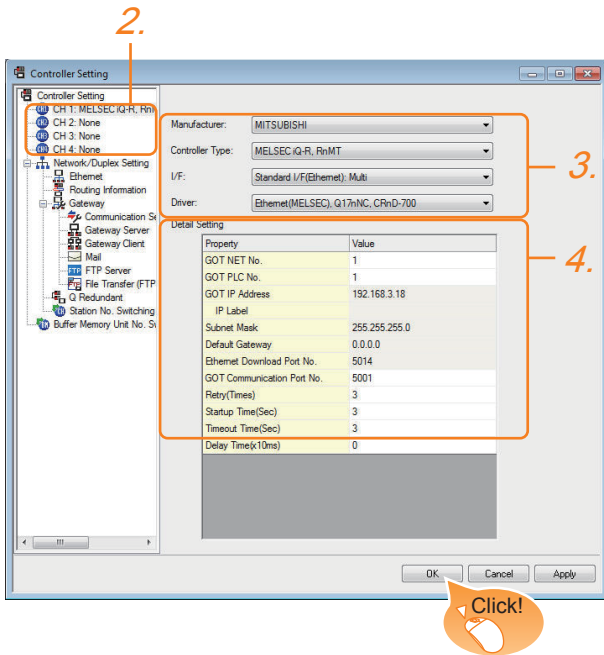 2.
Controller Setting
Controller Setting
CH 1: MELSEC iQ-R, RnM
CH 2: None
CH 3: None
CH 4: None
Network/Duplex Setting
Ethernet
Routing Information
Gateway
Communication Se
Gateway Server
Gateway Client
Mail
FTP Server
File Transfer (FTP
Q Redundant
Station No. Switching
Buffer Memory Unit No. Sw
Manufacturer: MITSUBISHI
Controller Type: MELSEC iQ-R, RnMT
I/F: Standard I/F(Ethernet): Multi
Driver: Ethernet(MELSEC), Q17nNC, CRnD-700
3.
Detail Setting
4.
Property Value
GOT NET No. 1
GOT PLC No. 1
GOT IP Address 192.168.3.18
IP Label
Subnet Mask 255.255.255.0
Default Gateway 0.0.0.0
Ethernet Download Port No. 5014
GOT Communication Port No. 5001
Retry(Times) 3
Startup Time(Sec) 3
Timeout Time(Sec) 3
Delay Time(x10ms) 0
OK Cancel Apply
Click!